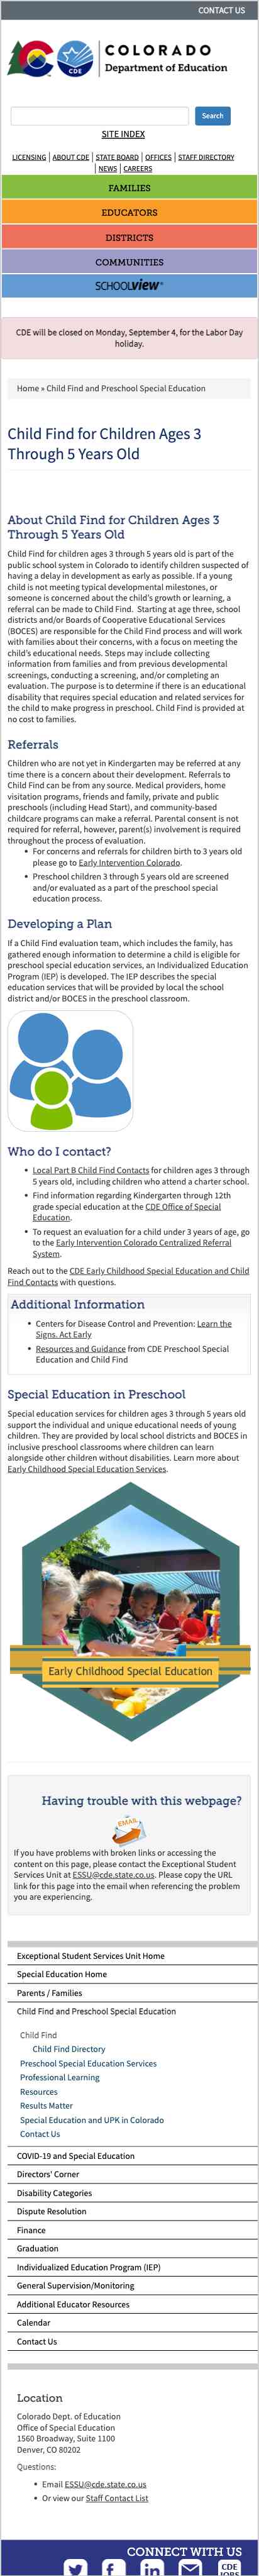 CONTACT US
CDE
COLORADO
Department of Education
Search
SITE INDEX
LICENSING | ABOUT CDE | STATE BOARD | OFFICES | STAFF DIRECTORY
| NEWS | CAREERS
FAMILIES
EDUCATORS
DISTRICTS
COMMUNITIES
SCHOOLVIEW
CDE will be closed on Monday, September 4, for the Labor Day
holiday.
Home » Child Find and Preschool Special Education
Child Find for Children Ages 3
Through 5 Years Old
About Child Find for Children Ages 3
Through 5 Years Old
Child Find for children ages 3 through 5 years old is part of the
public school system in Colorado to identify children suspected of
having a delay in development as early as possible. If a young
child is not meeting typical developmental milestones, or
someone is concerned about the child's growth or learning, a
referral can be made to Child Find.  Starting at age three, school
districts and/or Boards of Cooperative Educational Services
(BOCES) are responsible for the Child Find process and will work
with families about their concerns, with a focus on meeting the
child's educational needs. Steps may include collecting
information from families and from previous developmental
screenings, conducting a screening, and/or completing an
evaluation. The purpose is to determine if there is an educational
disability that requires special education and related services for
the child to make progress in preschool. Child Find is provided at
no cost to families.
Referrals
Children who are not yet in Kindergarten may be referred at any
time there is a concern about their development. Referrals to
Child Find can be from any source. Medical providers, home
visitation programs, friends and family, private and public
preschools (including Head Start), and community-based
childcare programs can make a referral. Parental consent is not
required for referral, however, parent(s) involvement is required
throughout the process of evaluation.
• For concerns and referrals for children birth to 3 years old
please go to Early Intervention Colorado.
• Preschool children 3 through 5 years old are screened
and/or evaluated as a part of the preschool special
education process.
Developing a Plan
If a Child Find evaluation team, which includes the family, has
gathered enough information to determine a child is eligible for
preschool special education services, an Individualized Education
Program (IEP) is developed. The IEP describes the special
education services that will be provided by local the school
district and/or BOCES in the preschool classroom.
Who do I contact?
• Local Part B Child Find Contacts for children ages 3 through
5 years old, including children who attend a charter school.
• Find information regarding Kindergarten through 12th
grade special education at the CDE Office of Special
Education.
• To request an evaluation for a child under 3 years of age, go
to the Early Intervention Colorado Centralized Referral
System.
Reach out to the CDE Early Childhood Special Education and Child
Find Contacts with questions.
Additional Information
• Centers for Disease Control and Prevention: Learn the
Signs. Act Early
• Resources and Guidance from CDE Preschool Special
Education and Child Find
Special Education in Preschool
Special education services for children ages 3 through 5 years old
support the individual and unique educational needs of young
children. They are provided by local school districts and BOCES in
inclusive preschool classrooms where children can learn
alongside other children without disabilities. Learn more about
Early Childhood Special Education Services.
Early Childhood Special Education
Having trouble with this webpage?
EMAIL
If you have problems with broken links or accessing the
content on this page, please contact the Exceptional Student
Services Unit at ESSU@cde.state.co.us. Please copy the URL
link for this page into the email when referencing the problem
you are experiencing.
Exceptional Student Services Unit Home
Special Education Home
Parents / Families
Child Find and Preschool Special Education
Child Find
Child Find Directory
Preschool Special Education Services
Professional Learning
Resources
Results Matter
Special Education and UPK in Colorado
Contact Us
COVID-19 and Special Education
Directors' Corner
Disability Categories
Dispute Resolution
Finance
Graduation
Individualized Education Program (IEP)
General Supervision/Monitoring
Additional Educator Resources
Calendar
Contact Us
Location
Colorado Dept. of Education
Office of Special Education
1560 Broadway, Suite 1100
Denver, CO 80202
Questions:
• Email ESSU@cde.state.co.us
• Or view our Staff Contact List
CONNECT WITH US
CDE
JOBS